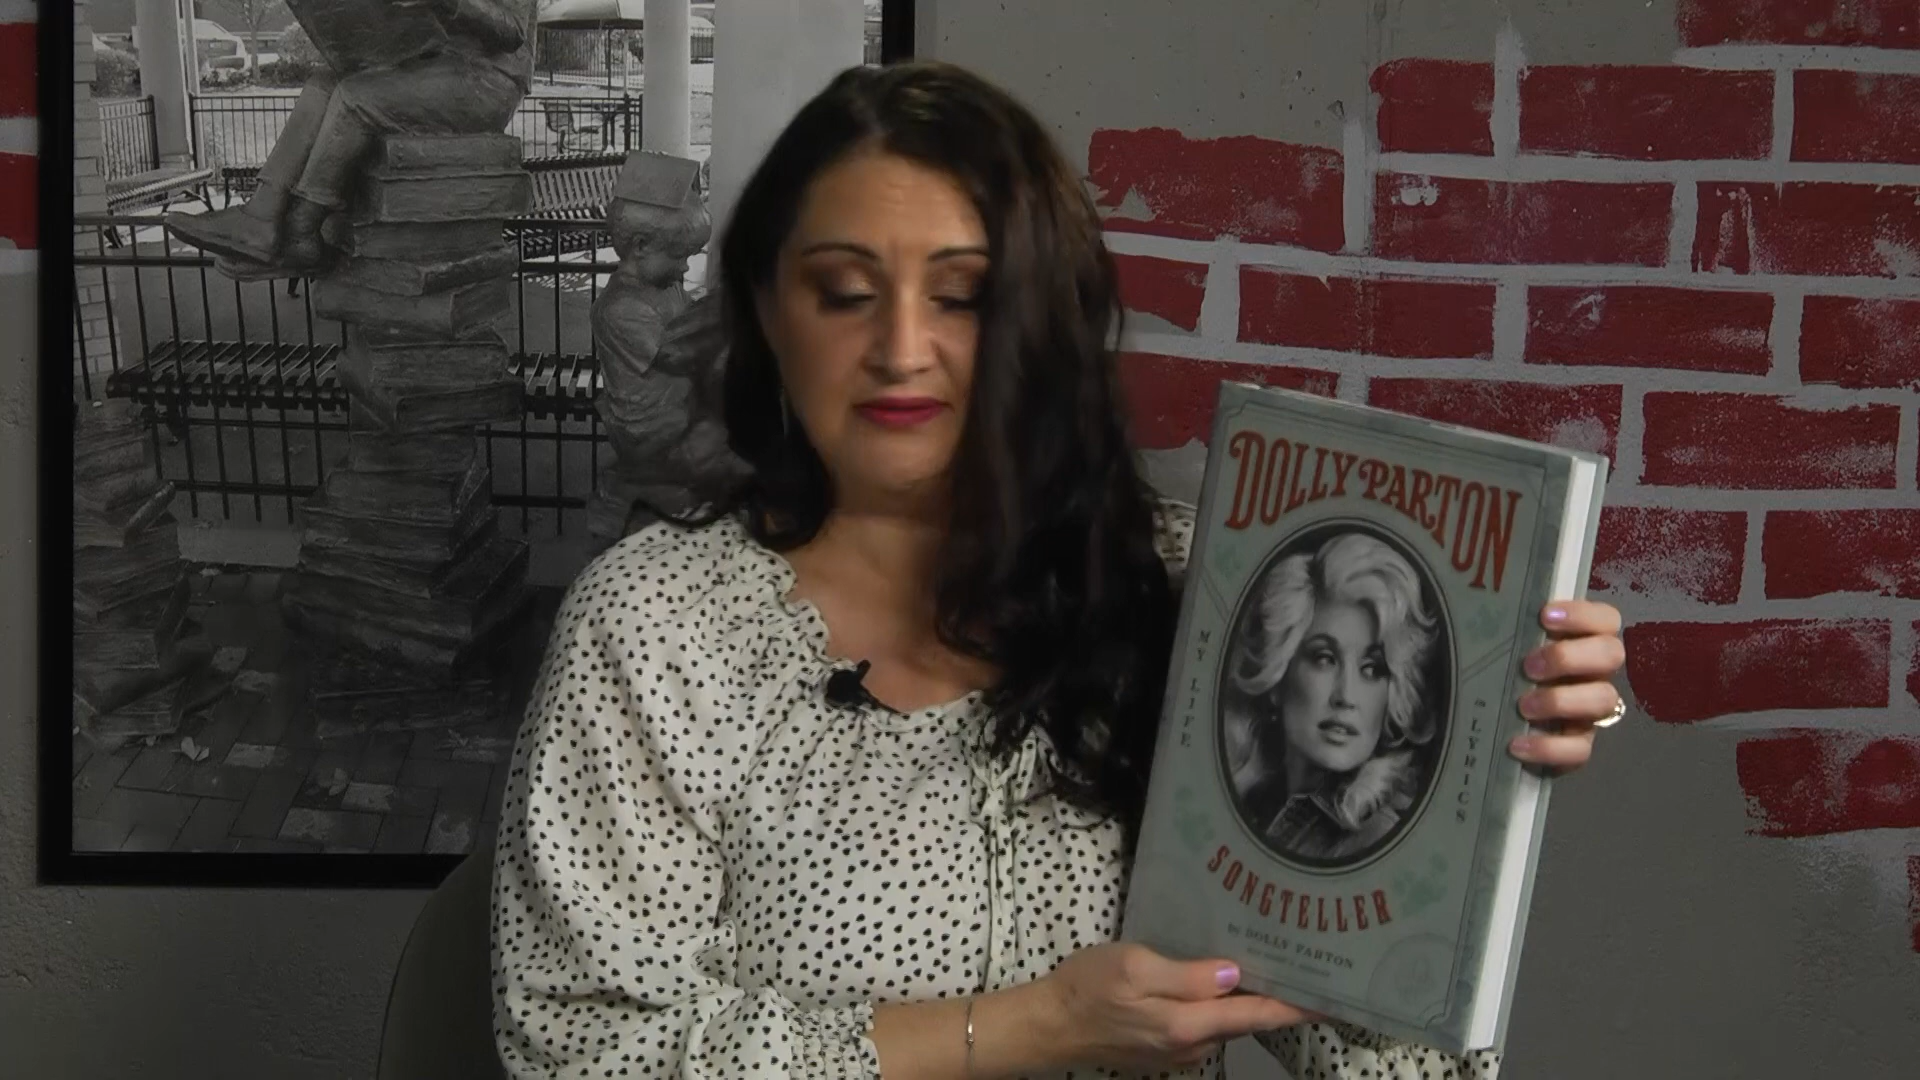 DOLLY PARTON
MY LIFE
in LYRICS
SONGTELLER
by DOLLY PARTON